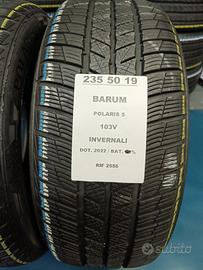 235 50 19
BARUM
POLARIS 5
103V
INVERNALI
DOT. 2022 / BAT. %
RIF 2586
subito